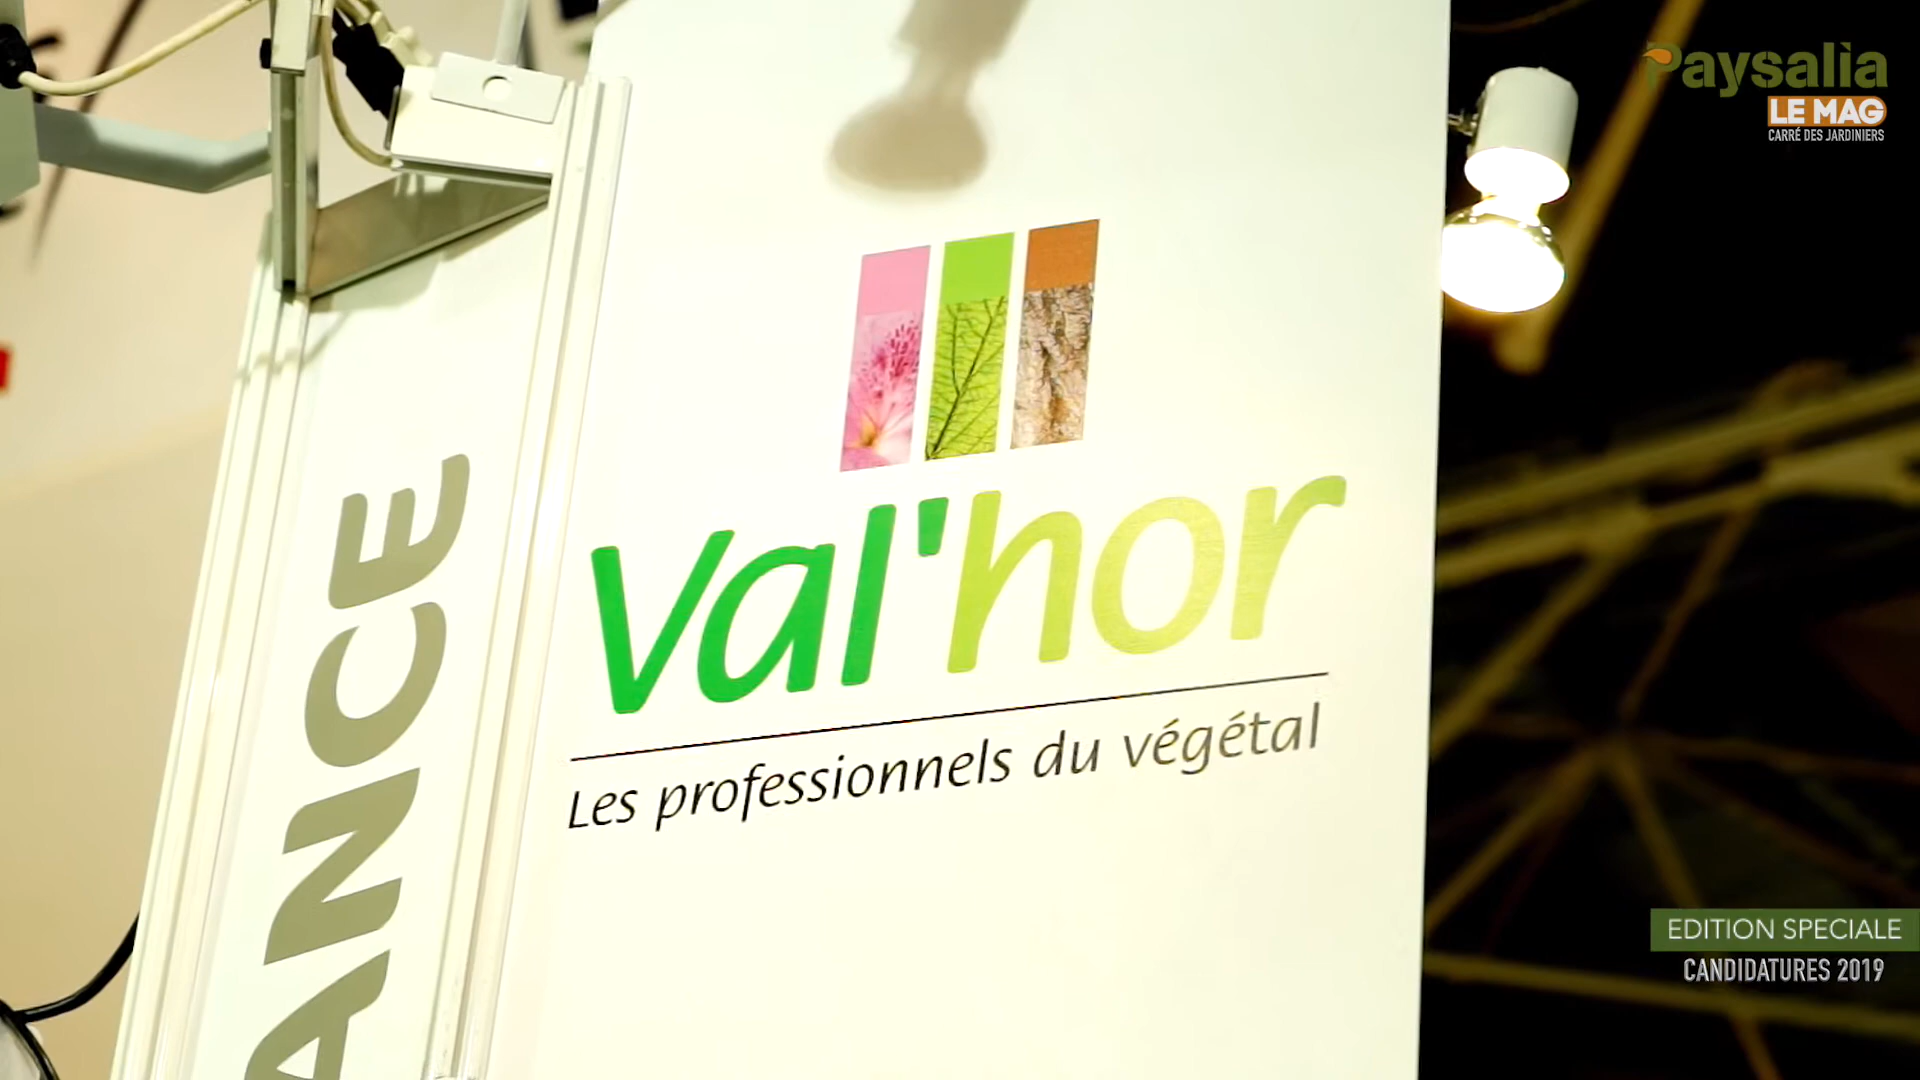 Paysalia
LE MAG
CARRÉ DES JARDINIERS
ANCE
Val'hor
Les professionnels du végétal
EDITION SPECIALE
CANDIDATURES 2019